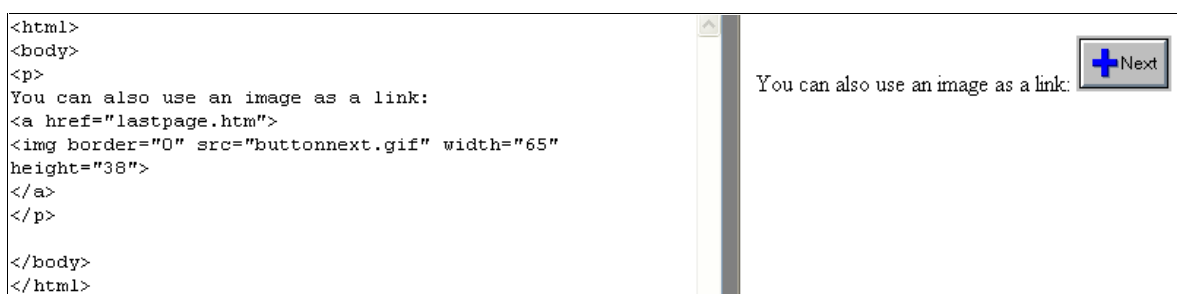 <html>
<body>
<p>
You can also use an image as a link:
<a href="lastpage.htm">
<img border="0" src="buttonnext.gif" width="65"
height="38">
</a>
</p>
</body>
</html>
You can also use an image as a link: Next